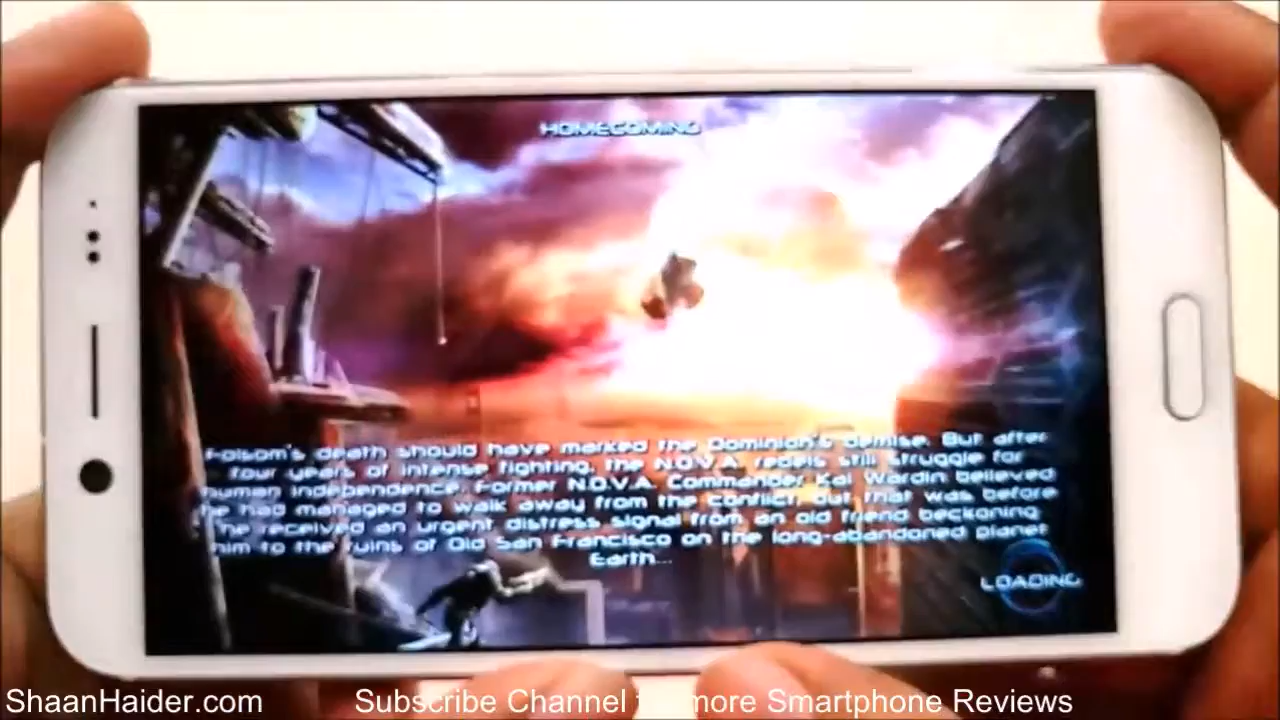 HOMECOMING
Folsom's death should have marked the Dominion's demise. But after
four years of intense fighting, the N.O.V.A. rebels still struggle for
human independence. Former N.O.V.A. Commander Kal Wardin believed
he had managed to walk away from the conflict, but that was before
he received an urgent distress signal from an old friend beckoning
him to the ruins of Old San Francisco on the long-abandoned planet
Earth...
LOADING
ShaanHaider.com
Subscribe Channel more Smartphone Reviews